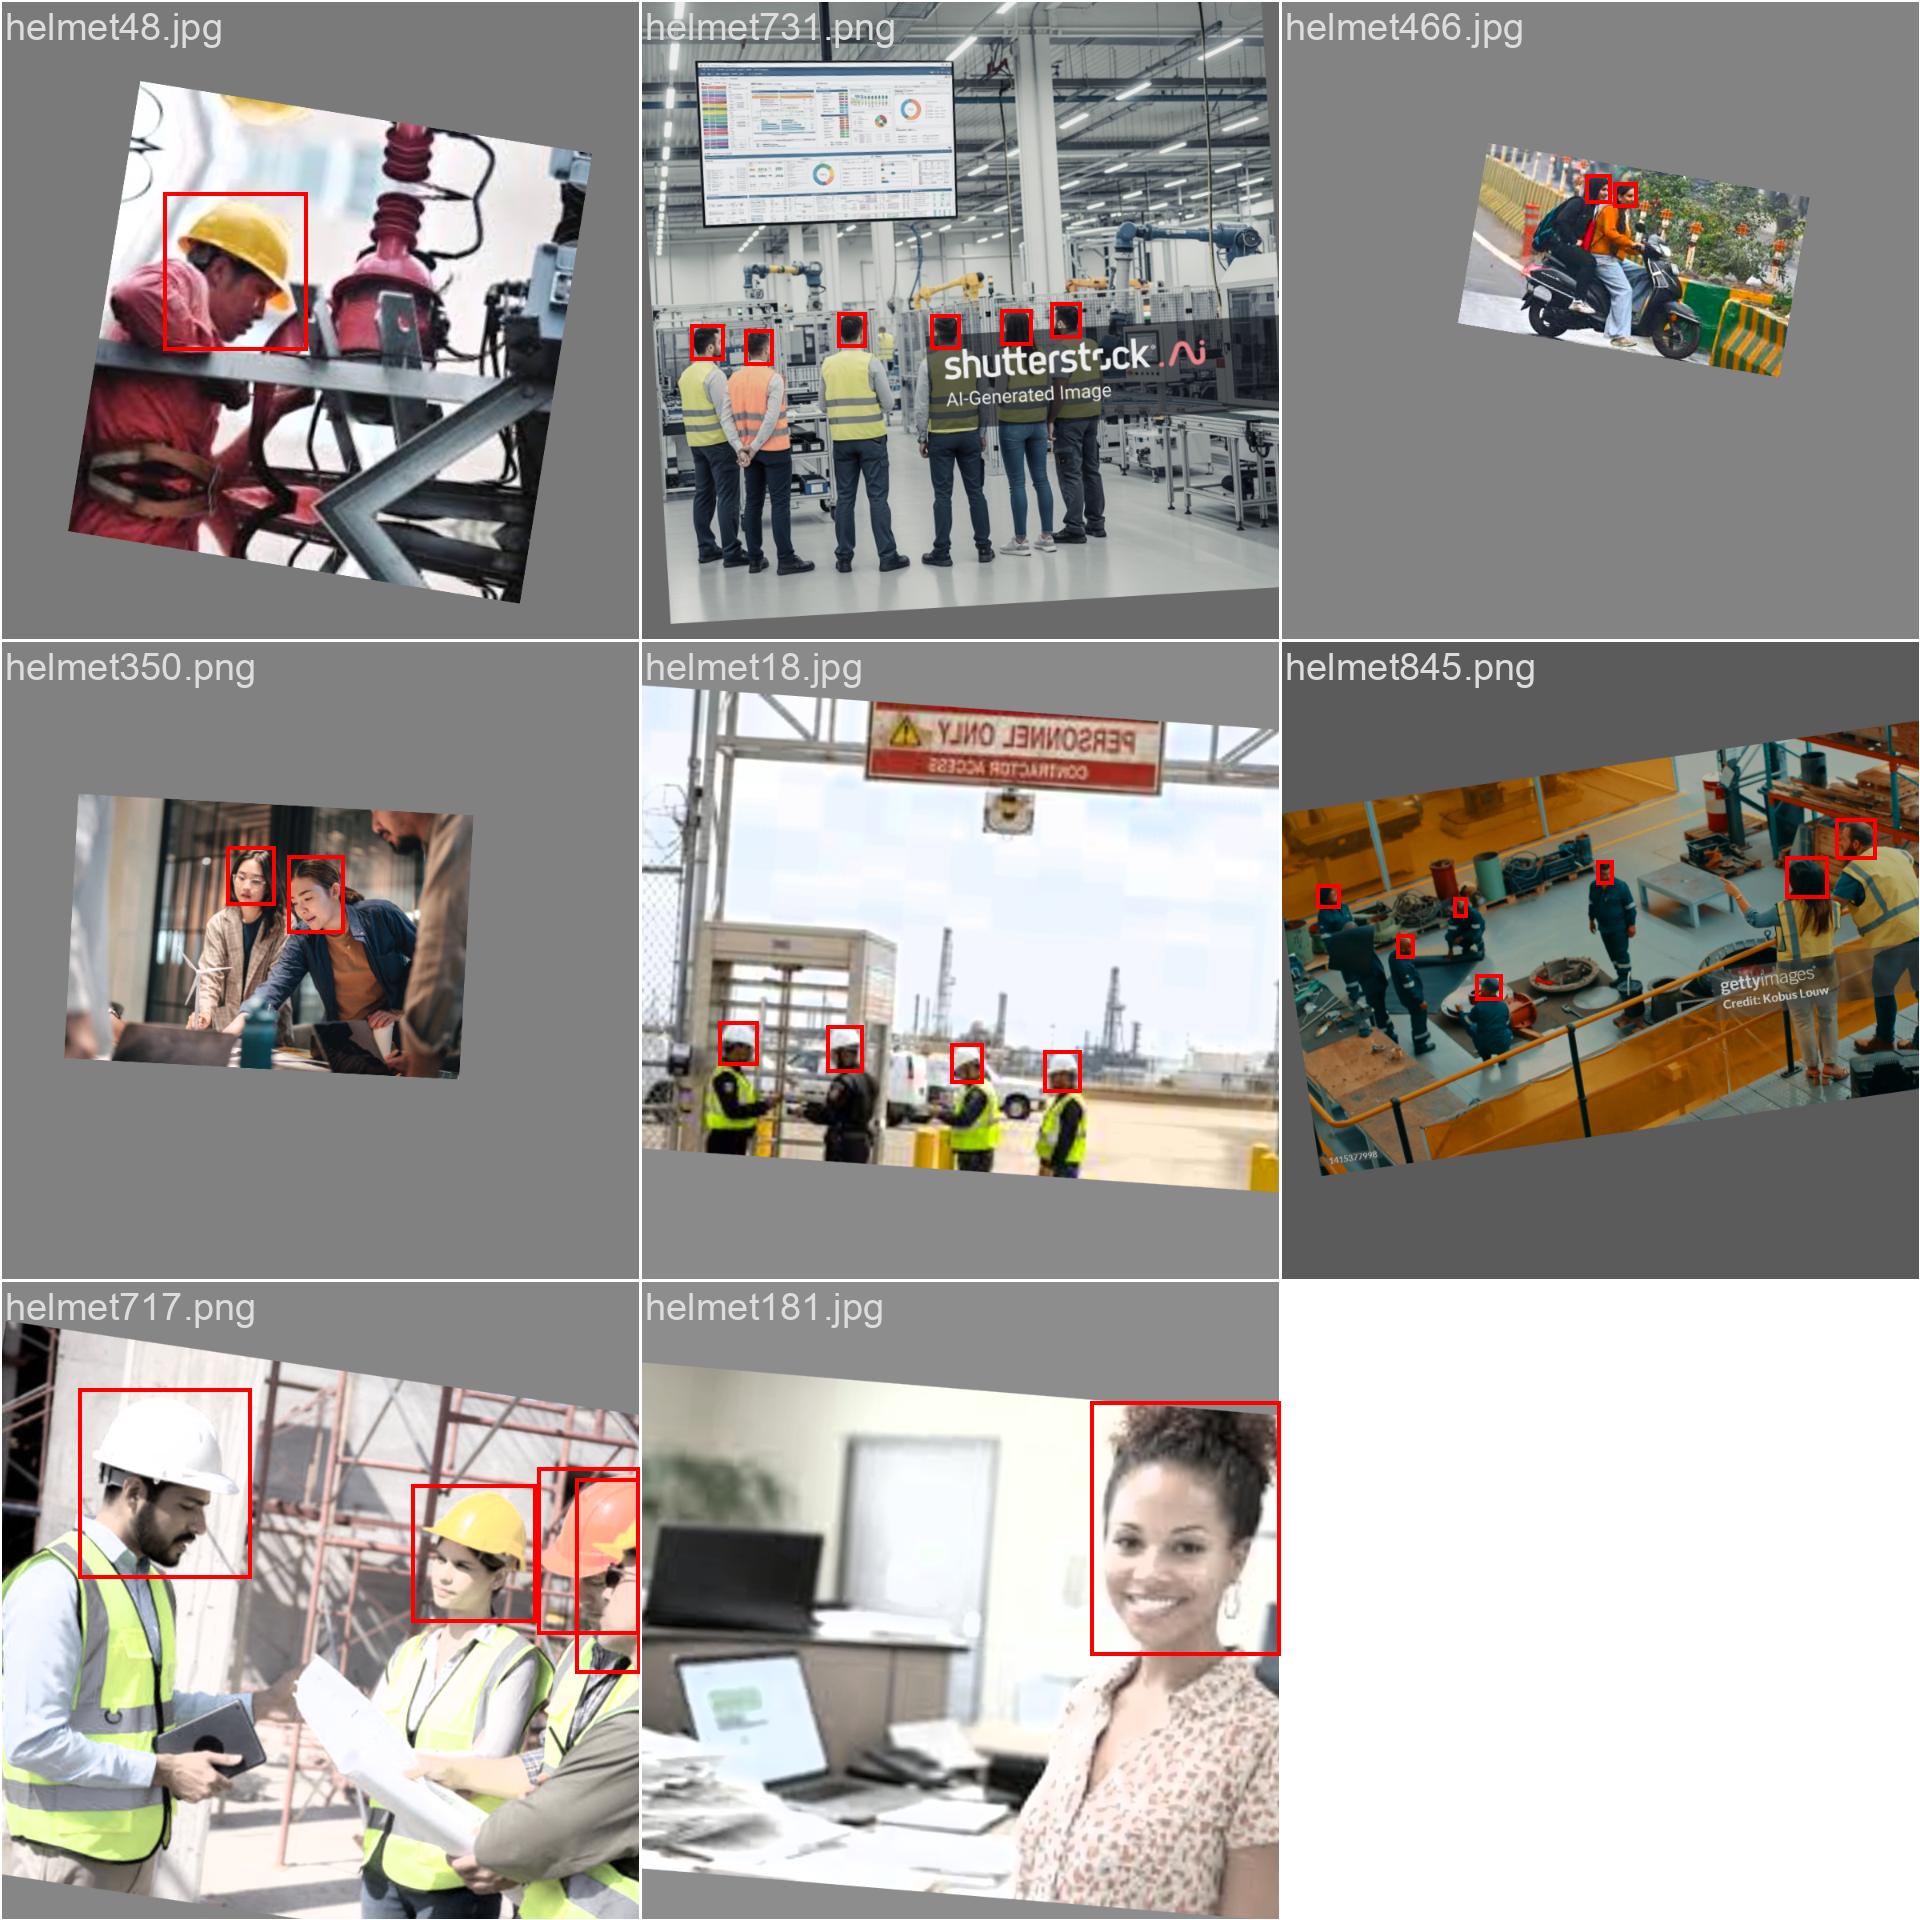 helmet48.jpg
helmet731.png
helmet466.jpg
shutterstock
AI-Generated Image
helmet350.png
helmet18.jpg
helmet845.png
PERSONNEL ONLY
CONTRACTOR ACCESS
gettyimages
Credit: Kobus Louw
1415377998
helmet717.png
helmet181.jpg